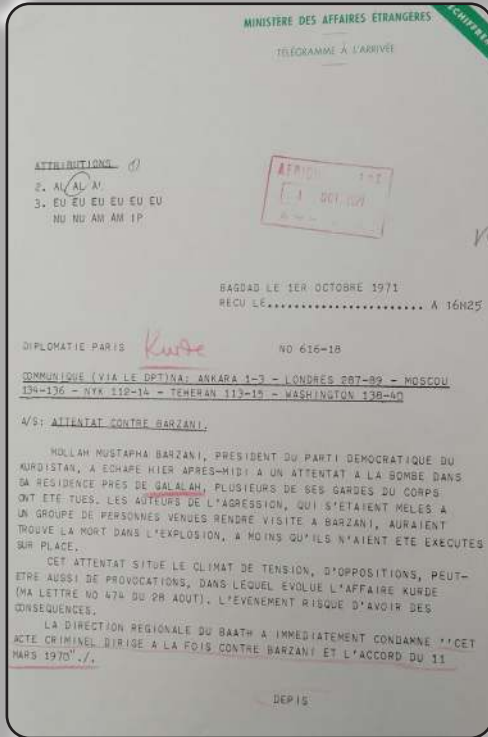 MINISTÈRE DES AFFAIRES ÉTRANGÈRES
TÉLÉGRAMME À L'ARRIVÉE
ATTRIBUTIONS
2. AL AL
3. EU EU EU EU EU EU
NU NU AM AM 1P
OCT
BAGDAD LE 1ER OCTOBRE 1971
RECU LE....................... A 16H25
DIPLOMATIE PARIS Kurde NO 616-18
COMMUNIQUE (VIA LE DPTINA: ANKARA 1-3 - LONDRES 287-89 - MOSCOU
134-136 - NYK 112-14 - TEHERAN 113-15 - WASHINGTON 138-40
A/S: ATTENTAT CONTRE BARZANI.
MOLLAH MUSTAPHA BARZANI, PRESIDENT DU PARTI DEMOCRATIQUE DU
KURDISTAN, A ECHAPE HIER APRES-MIDI A UN ATTENTAT A LA BOMBE DANS
SA RESIDENCE PRES DE GALALAH, PLUSIEURS DE SES GARDES DU CORPS
ONT ETE TUES. LES AUTEURS DE L'AGRESSION, QUI S'ETAIENT MELES A
UN GROUPE DE PERSONNES VENUES RENDRE VISITE A BARZANI, AURAIENT
TROUVE LA MORT DANS L'EXPLOSION, A MOINS QU'ILS N'AIENT ETE EXECUTES
SUR PLACE.
CET ATTENTAT SITUE LE CLIMAT DE TENSION, D'OPPOSITIONS, PEUT-
ETRE AUSSI DE PROVOCATIONS, DANS LEQUEL EVOLUE L'AFFAIRE KURDE
(MA LETTRE NO 474 DU 28 AOUT). L'EVENEMENT RISQUE D'AVOIR DES
CONSEQUENCES.
LA DIRECTION REGIONALE DU BAATH A IMMEDIATEMENT CONDAMNE ''CET
ACTE CRIMINEL DIRIGE A LA FOIS CONTRE BARZANI ET L'ACCORD DU 11
MARS 1970"./.
DEPIS